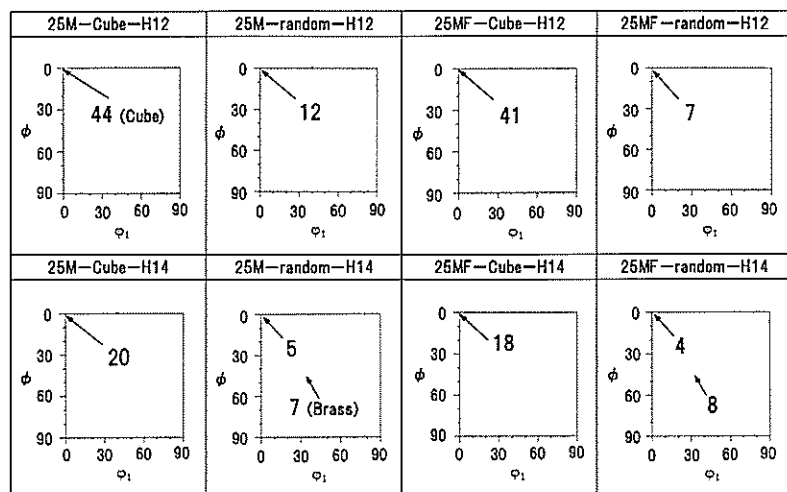 25M-Cube-H12
25M-random-H12
25MF-Cube-H12
25MF-random-H12
0
30
ϕ
60
90
44 (Cube)
0 30 60 90
φ₁
0
30
ϕ
60
90
12
0 30 60 90
φ₁
0
30
ϕ
60
90
41
0 30 60 90
φ₁
0
30
ϕ
60
90
7
0 30 60 90
φ₁
25M-Cube-H14
25M-random-H14
25MF-Cube-H14
25MF-random-H14
0
30
ϕ
60
90
20
0 30 60 90
φ₁
0
30
ϕ
60
90
5
7 (Brass)
0 30 60 90
φ₁
0
30
ϕ
60
90
18
0 30 60 90
φ₁
0
30
ϕ
60
90
4
8
0 30 60 90
φ₁